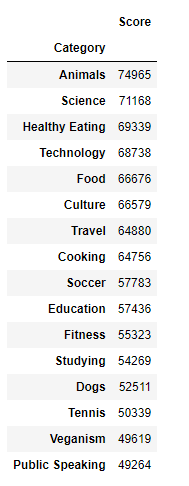 Score
Category
Animals 74965
Science 71168
Healthy Eating 69339
Technology 68738
Food 66676
Culture 66579
Travel 64880
Cooking 64756
Soccer 57783
Education 57436
Fitness 55323
Studying 54269
Dogs 52511
Tennis 50339
Veganism 49619
Public Speaking 49264